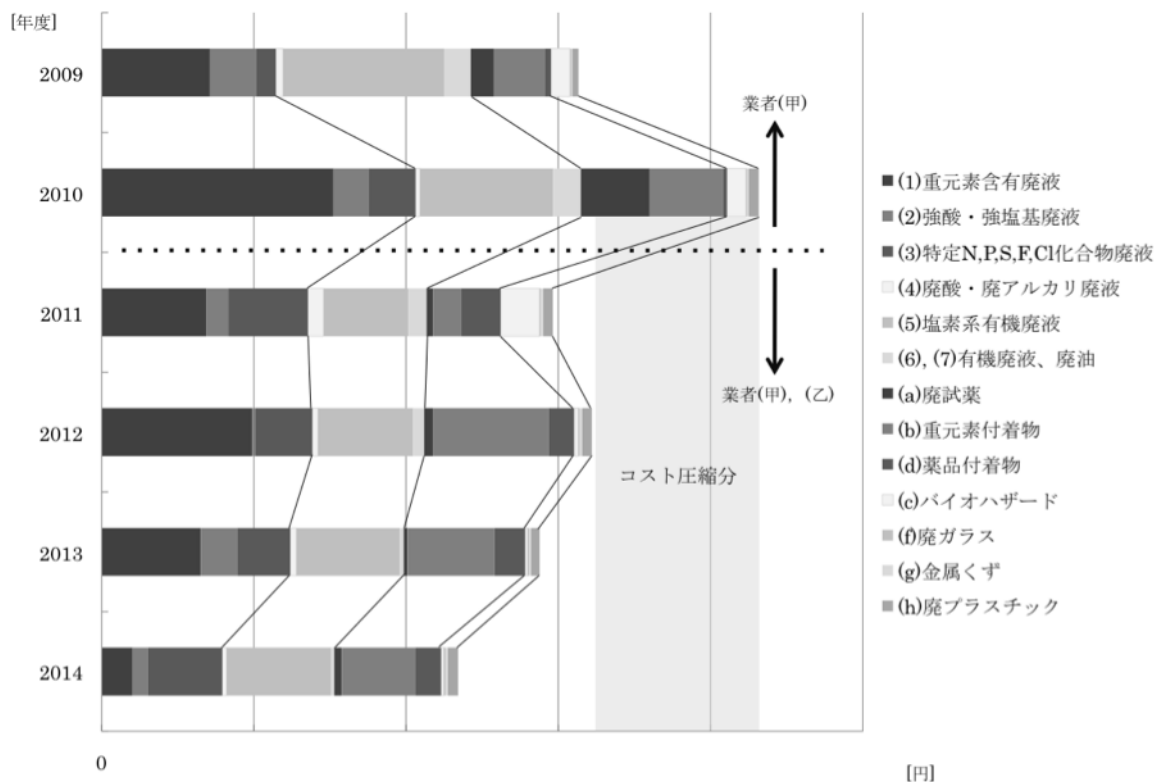 [年度]
2009
業者(甲)
2010
2011
業者(甲), (乙)
2012
コスト圧縮分
2013
2014
0
[円]
(1)重元素含有廃液
(2)強酸・強塩基廃液
(3)特定N,P,S,F,Cl化合物廃液
(4)廃酸・廃アルカリ廃液
(5)塩素系有機廃液
(6), (7)有機廃液、廃油
(a)廃試薬
(b)重元素付着物
(d)薬品付着物
(c)バイオハザード
(f)廃ガラス
(g)金属くず
(h)廃プラスチック